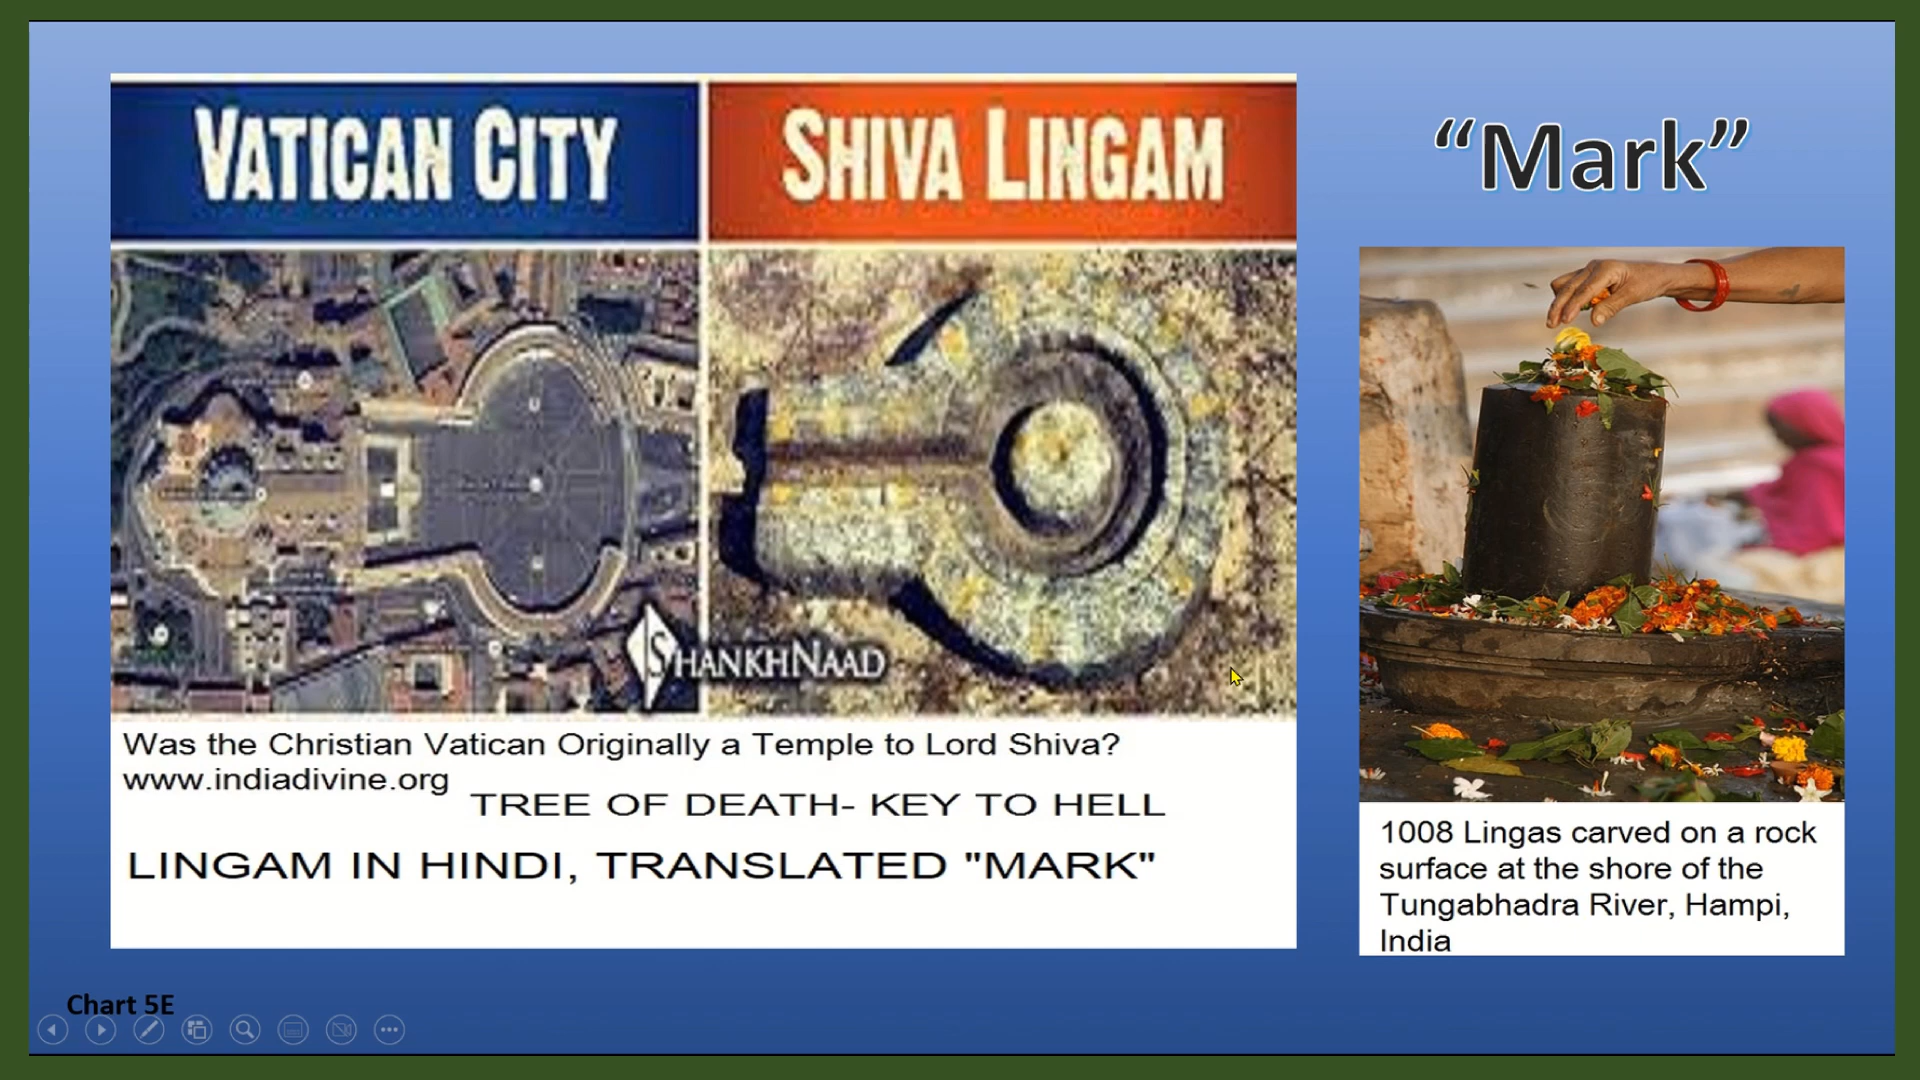 VATICAN CITY
SHIVA LINGAM
SHANKHNAAD
Was the Christian Vatican Originally a Temple to Lord Shiva?
www.indiadivine.org
TREE OF DEATH- KEY TO HELL
LINGAM IN HINDI, TRANSLATED "MARK"
“Mark”
1008 Lingas carved on a rock
surface at the shore of the
Tungabhadra River, Hampi,
India
Chart 5E